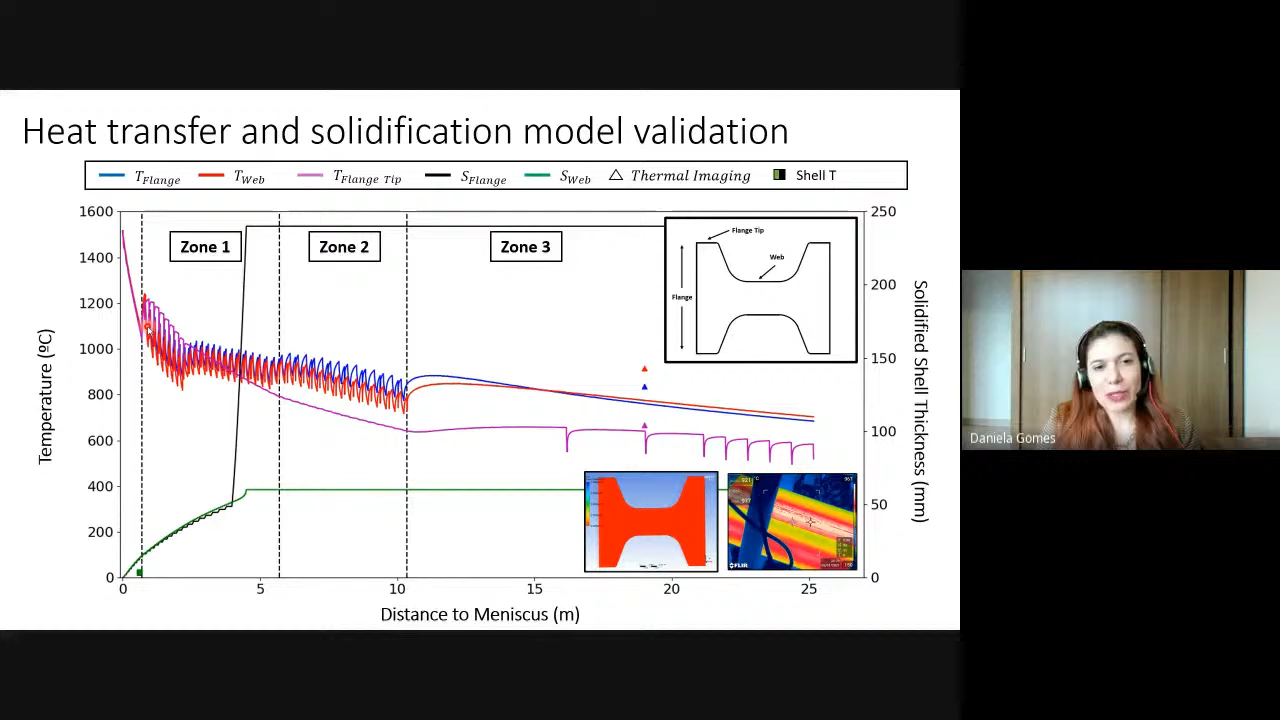 Heat transfer and solidification model validation
T_Flange T_Web T_Flange Tip S_Flange S_Web Thermal Imaging Shell T
1600
1400
1200
1000
800
600
400
200
0
Temperature (ºC)
Zone 1 Zone 2 Zone 3
Flange Tip
Web
Flange
250
200
150
100
50
0
Solidified Shell Thickness (mm)
FLIR
0 5 10 15 20 25
Distance to Meniscus (m)
Daniela Gomes